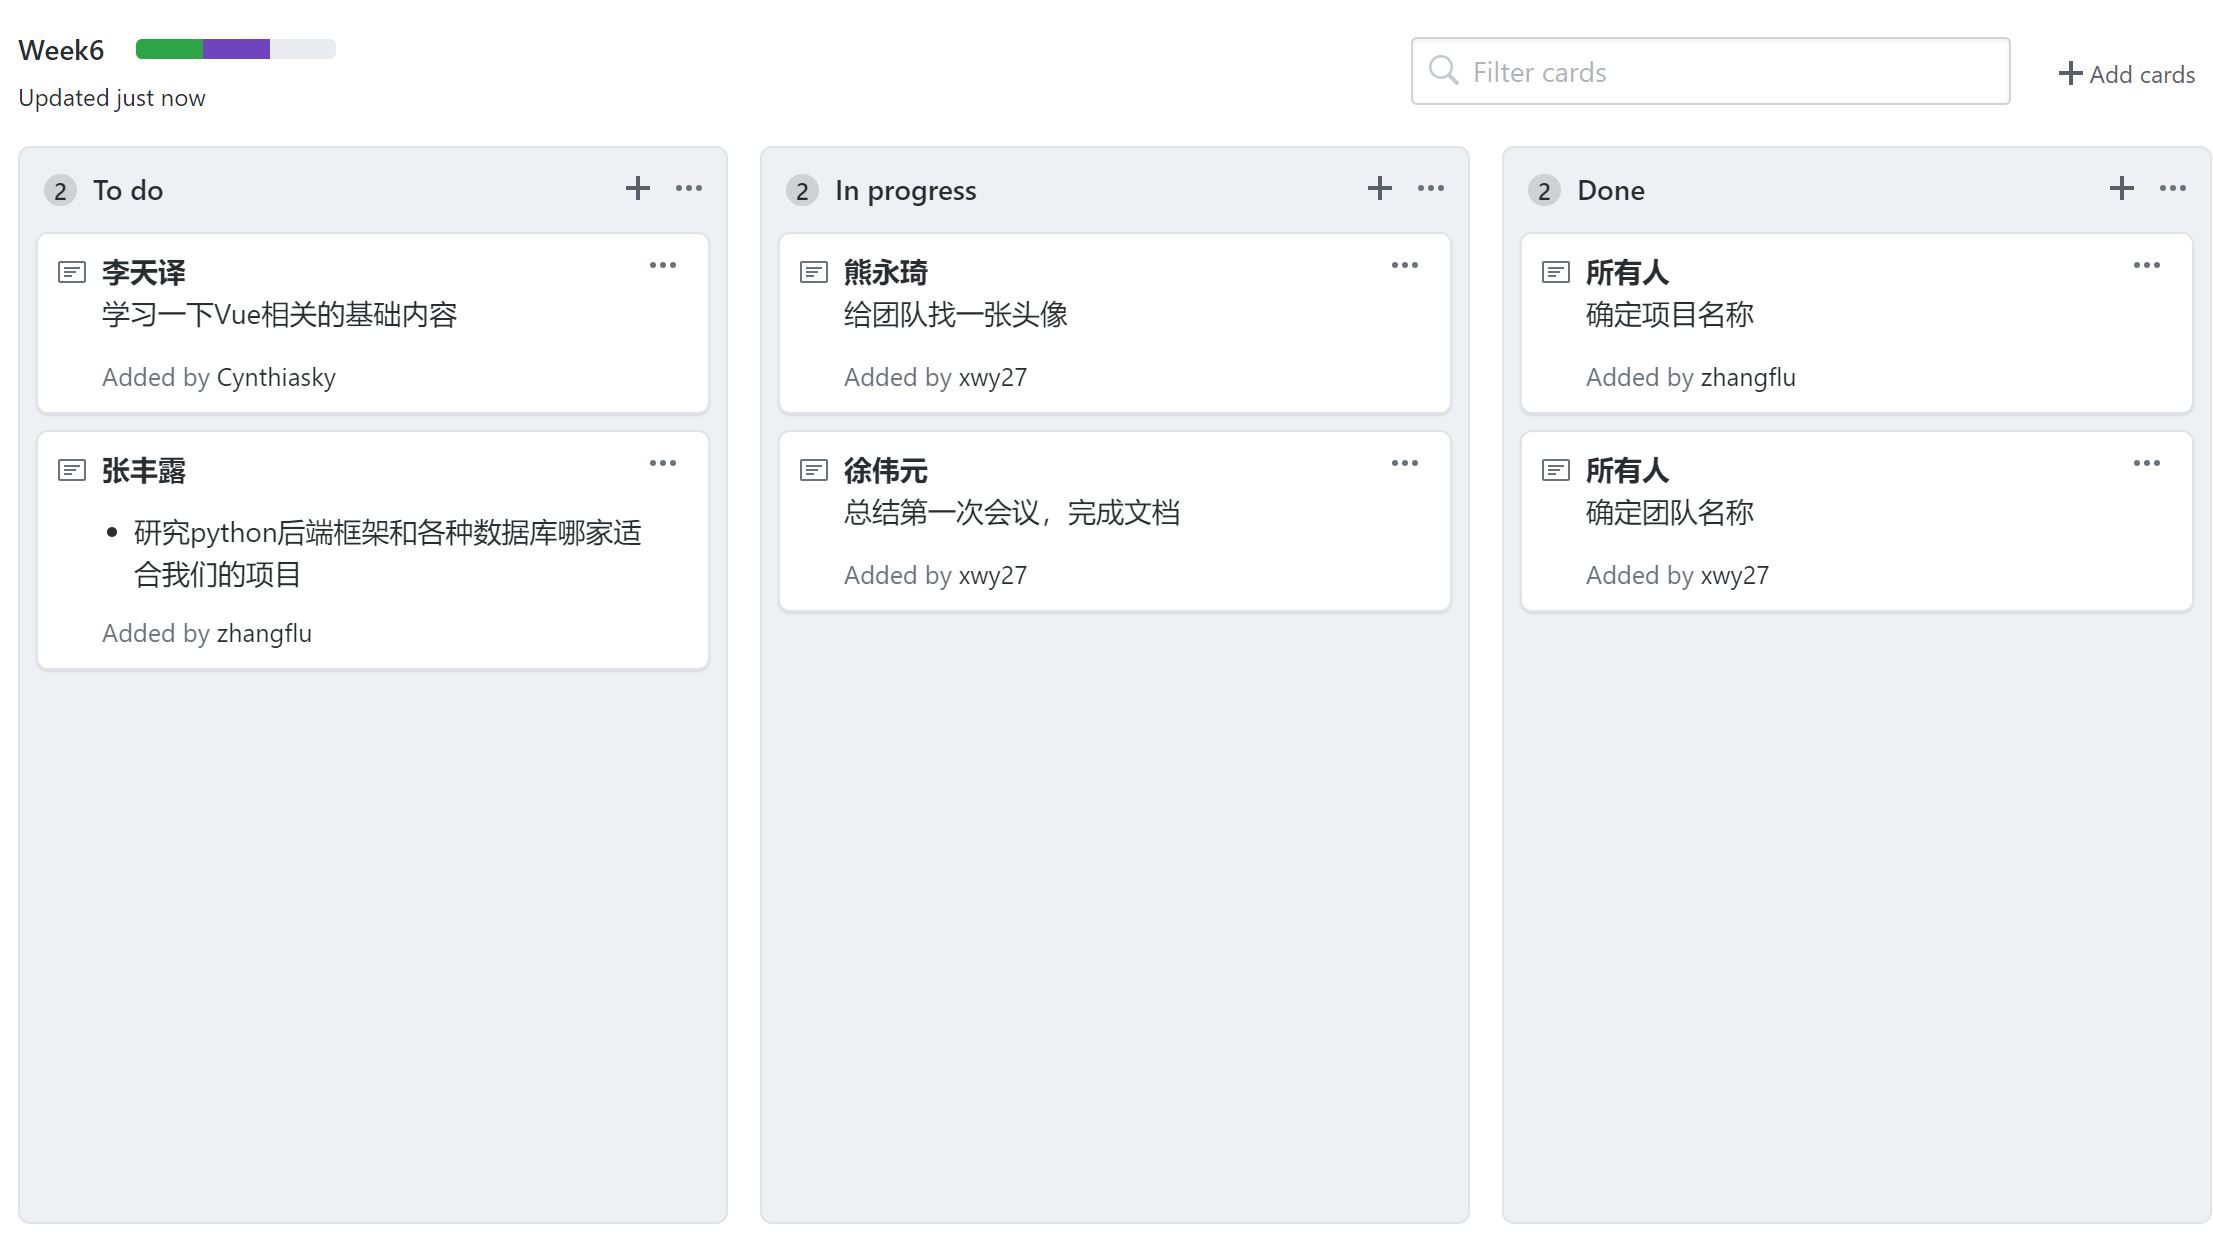 Week6
Updated just now
Filter cards
Add cards
2 To do
李天译
学习一下Vue相关的基础内容
Added by Cynthiasky
张丰露
研究python后端框架和各种数据库哪家适
合我们的项目
Added by zhangflu
2 In progress
熊永琦
给团队找一张头像
Added by xwy27
徐伟元
总结第一次会议，完成文档
Added by xwy27
2 Done
所有人
确定项目名称
Added by zhangflu
所有人
确定团队名称
Added by xwy27